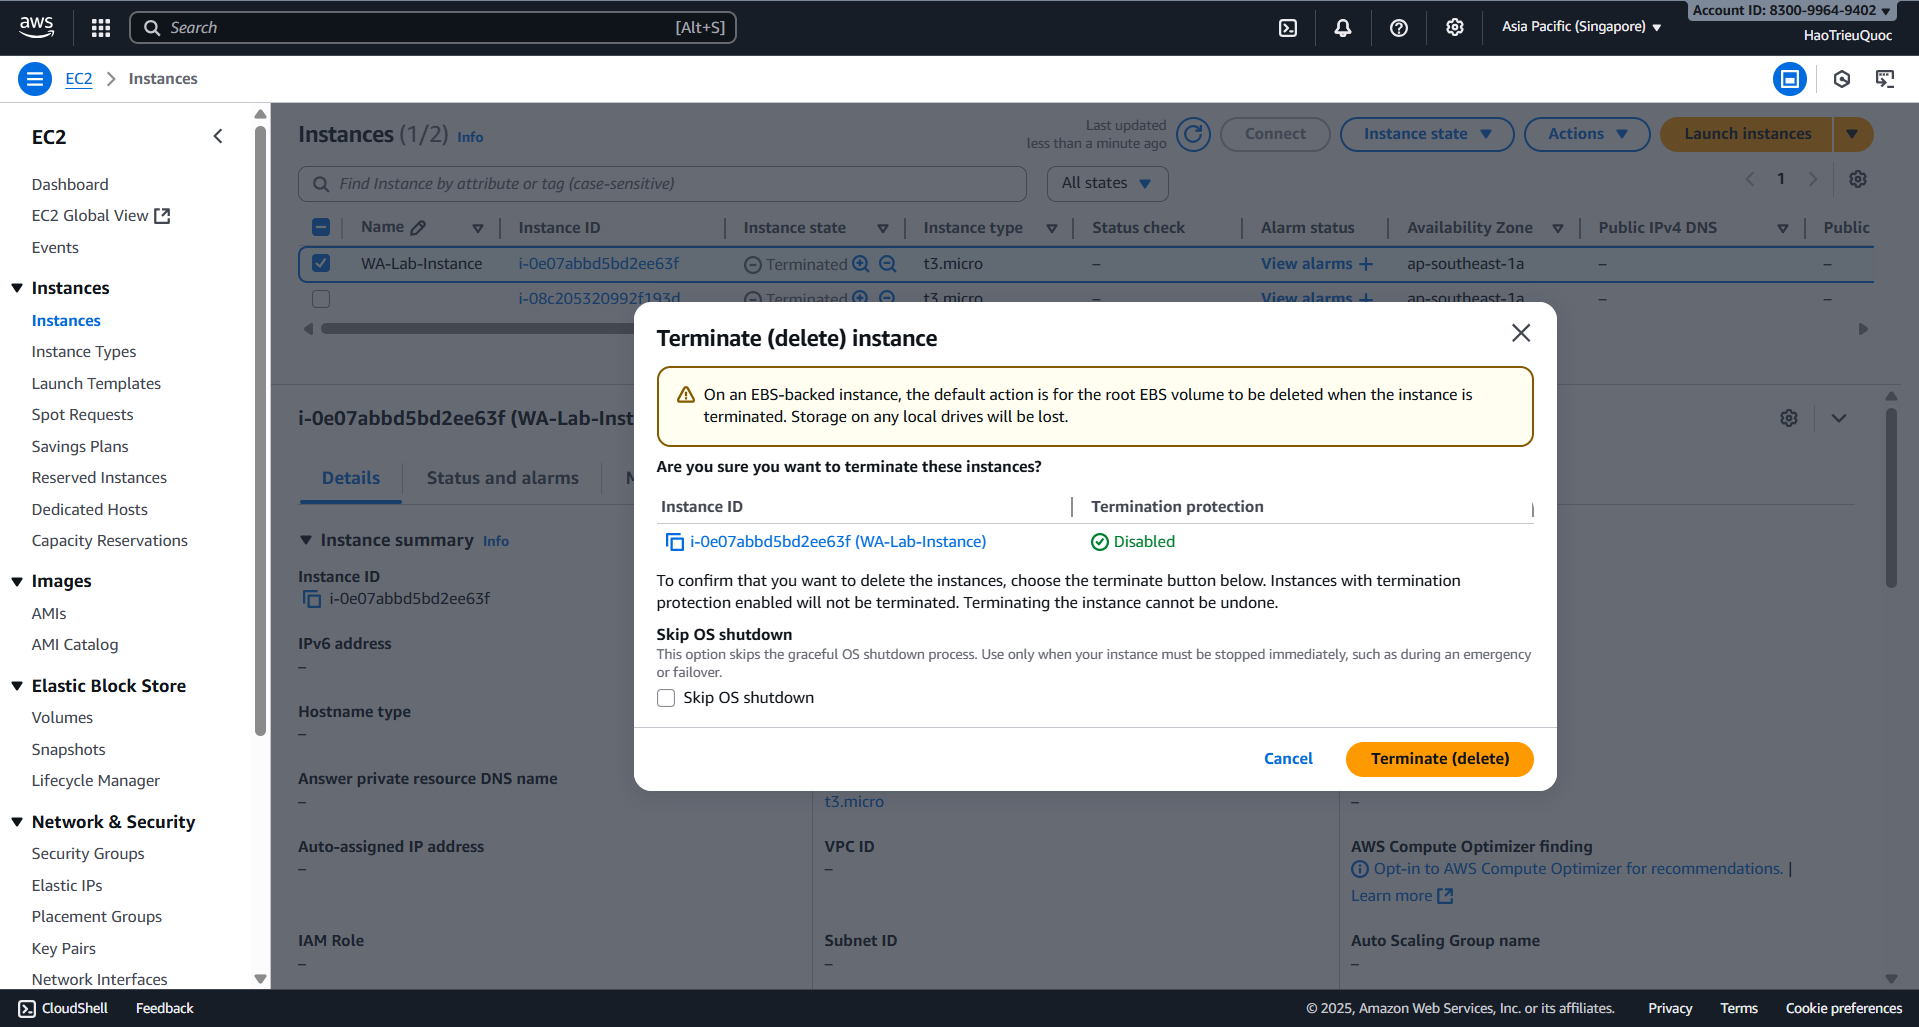 aws
Search
[Alt+S]
Asia Pacific (Singapore)
Account ID: 8300-9964-9402
HaoTrieuQuoc
EC2
Instances
EC2
Dashboard
EC2 Global View
Events
Instances
Instances
Instance Types
Launch Templates
Spot Requests
Savings Plans
Reserved Instances
Dedicated Hosts
Capacity Reservations
Images
AMIs
AMI Catalog
Elastic Block Store
Volumes
Snapshots
Lifecycle Manager
Network & Security
Security Groups
Elastic IPs
Placement Groups
Key Pairs
Network Interfaces
Instances (1/2) Info
Last updated
less than a minute ago
Connect
Instance state
Actions
Launch instances
Find Instance by attribute or tag (case-sensitive)
All states
1
Name Instance ID Instance state Instance type Status check Alarm status Availability Zone Public IPv4 DNS Public
WA-Lab-Instance i-0e07abbd5bd2ee63f Terminated t3.micro – View alarms + ap-southeast-1a – –
i-08c205320992f193d Terminated t3.micro – View alarms + ap-southeast-1a – –
i-0e07abbd5bd2ee63f (WA-Lab-Inst
Details
Status and alarms
Instance summary Info
Instance ID
i-0e07abbd5bd2ee63f
IPv6 address
–
Hostname type
–
Answer private resource DNS name
–
t3.micro
–
Auto-assigned IP address
–
VPC ID
–
AWS Compute Optimizer finding
Opt-in to AWS Compute Optimizer for recommendations. |
Learn more
IAM Role
–
Subnet ID
–
Auto Scaling Group name
–
Terminate (delete) instance
On an EBS-backed instance, the default action is for the root EBS volume to be deleted when the instance is
terminated. Storage on any local drives will be lost.
Are you sure you want to terminate these instances?
Instance ID Termination protection
i-0e07abbd5bd2ee63f (WA-Lab-Instance) Disabled
To confirm that you want to delete the instances, choose the terminate button below. Instances with termination
protection enabled will not be terminated. Terminating the instance cannot be undone.
Skip OS shutdown
This option skips the graceful OS shutdown process. Use only when your instance must be stopped immediately, such as during an emergency
or failover.
Skip OS shutdown
Cancel
Terminate (delete)
CloudShell
Feedback
© 2025, Amazon Web Services, Inc. or its affiliates.
Privacy
Terms
Cookie preferences